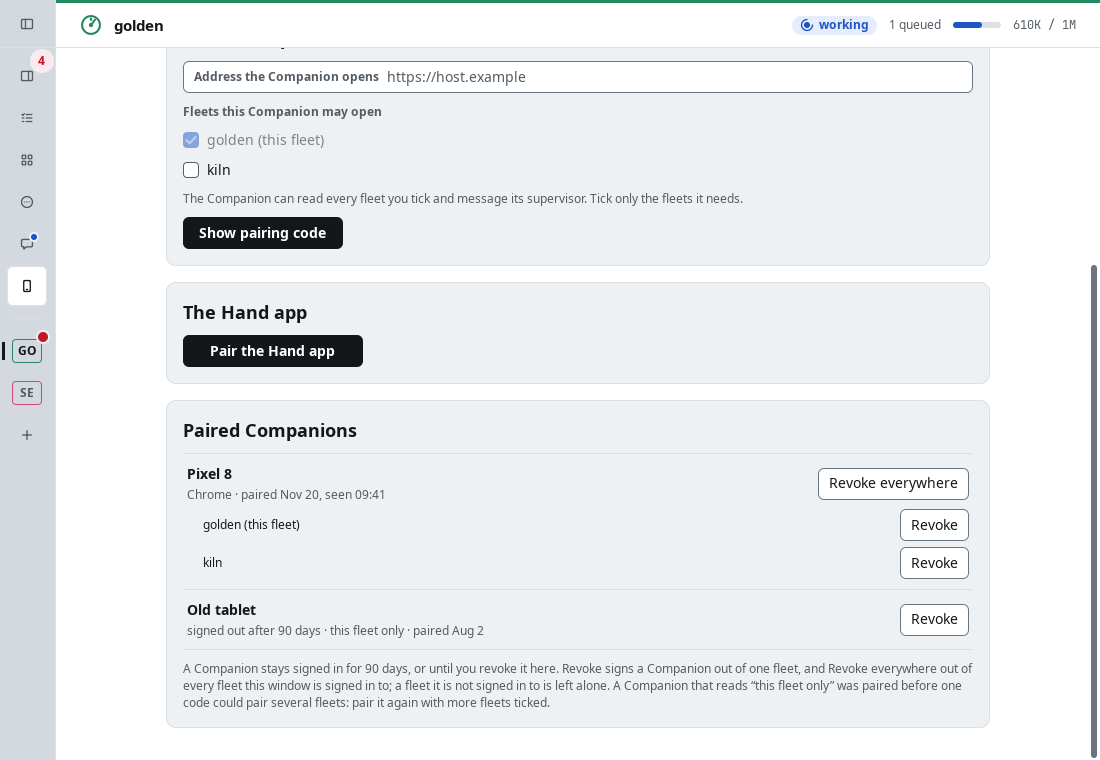 golden
working
1 queued
610K / 1M
4
GO
SE
Address the Companion opens https://host.example
Fleets this Companion may open
golden (this fleet)
kiln
The Companion can read every fleet you tick and message its supervisor. Tick only the fleets it needs.
Show pairing code
The Hand app
Pair the Hand app
Paired Companions
Pixel 8
Chrome · paired Nov 20, seen 09:41
Revoke everywhere
golden (this fleet)
Revoke
kiln
Revoke
Old tablet
signed out after 90 days · this fleet only · paired Aug 2
Revoke
A Companion stays signed in for 90 days, or until you revoke it here. Revoke signs a Companion out of one fleet, and Revoke everywhere out of
every fleet this window is signed in to; a fleet it is not signed in to is left alone. A Companion that reads “this fleet only” was paired before one
code could pair several fleets: pair it again with more fleets ticked.